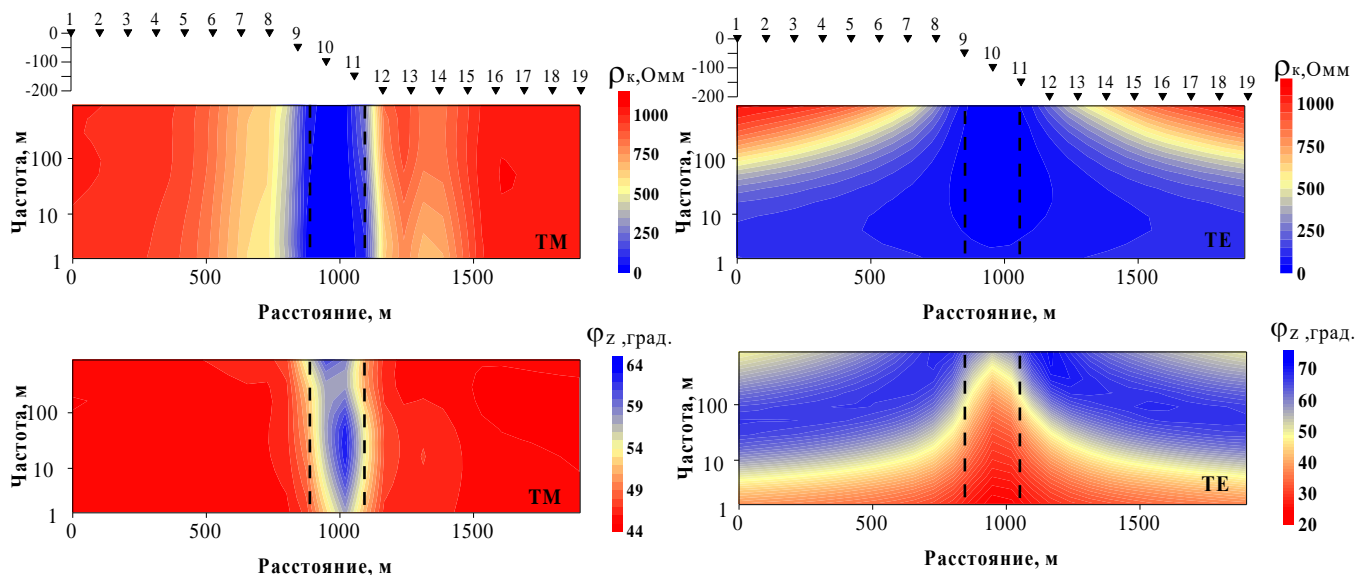 1 2 3 4 5 6 7 8
9
10
11
12 13 14 15 16 17 18 19
0
-100
-200
ρк,Омм
1000
750
500
250
0
Частота, м
100
10
1
ТМ
0 500 1000 1500
Расстояние, м
1 2 3 4 5 6 7 8
9
10
11
12 13 14 15 16 17 18 19
0
-100
-200
ρк,Омм
1000
750
500
250
0
Частота, м
100
10
1
ТЕ
0 500 1000 1500
Расстояние, м
φz ,град.
64
59
54
49
44
Частота, м
100
10
1
ТМ
0 500 1000 1500
Расстояние, м
φz ,град.
70
60
50
40
30
20
Частота, м
100
10
1
ТЕ
0 500 1000 1500
Расстояние, м